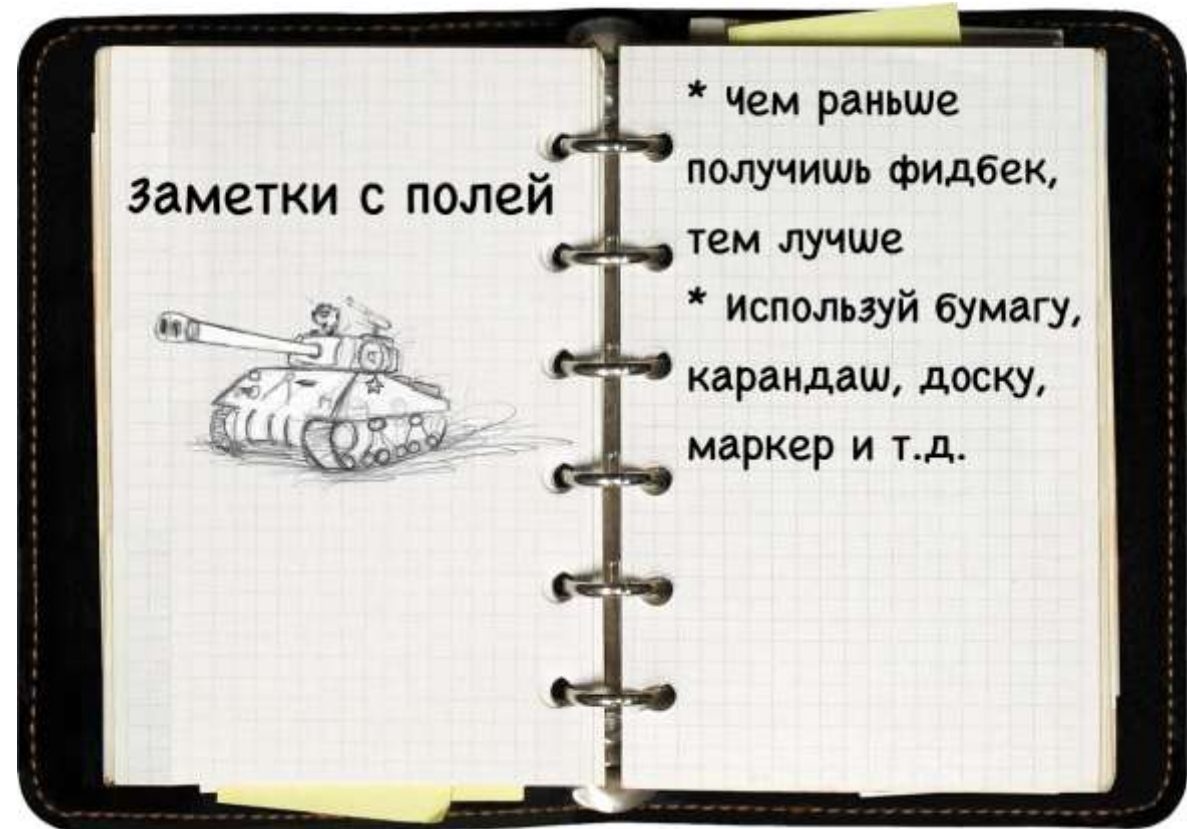 Заметки с полей
* Чем раньше
получишь фидбек,
тем лучше
* Используй бумагу,
карандаш, доску,
маркер и т.д.